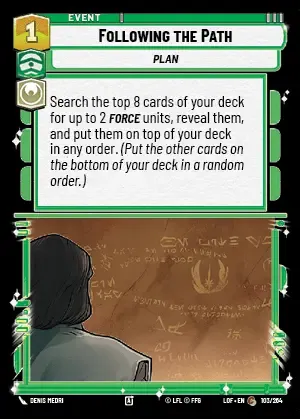 EVENT
1
FOLLOWING THE PATH
PLAN
Search the top 8 cards of your deck
for up to 2 FORCE units, reveal them,
and put them on top of your deck
in any order. (Put the other cards on
the bottom of your deck in a random
order.)
DENIS MEDRI
A
© LFL © FFG
LOF • EN
103/264